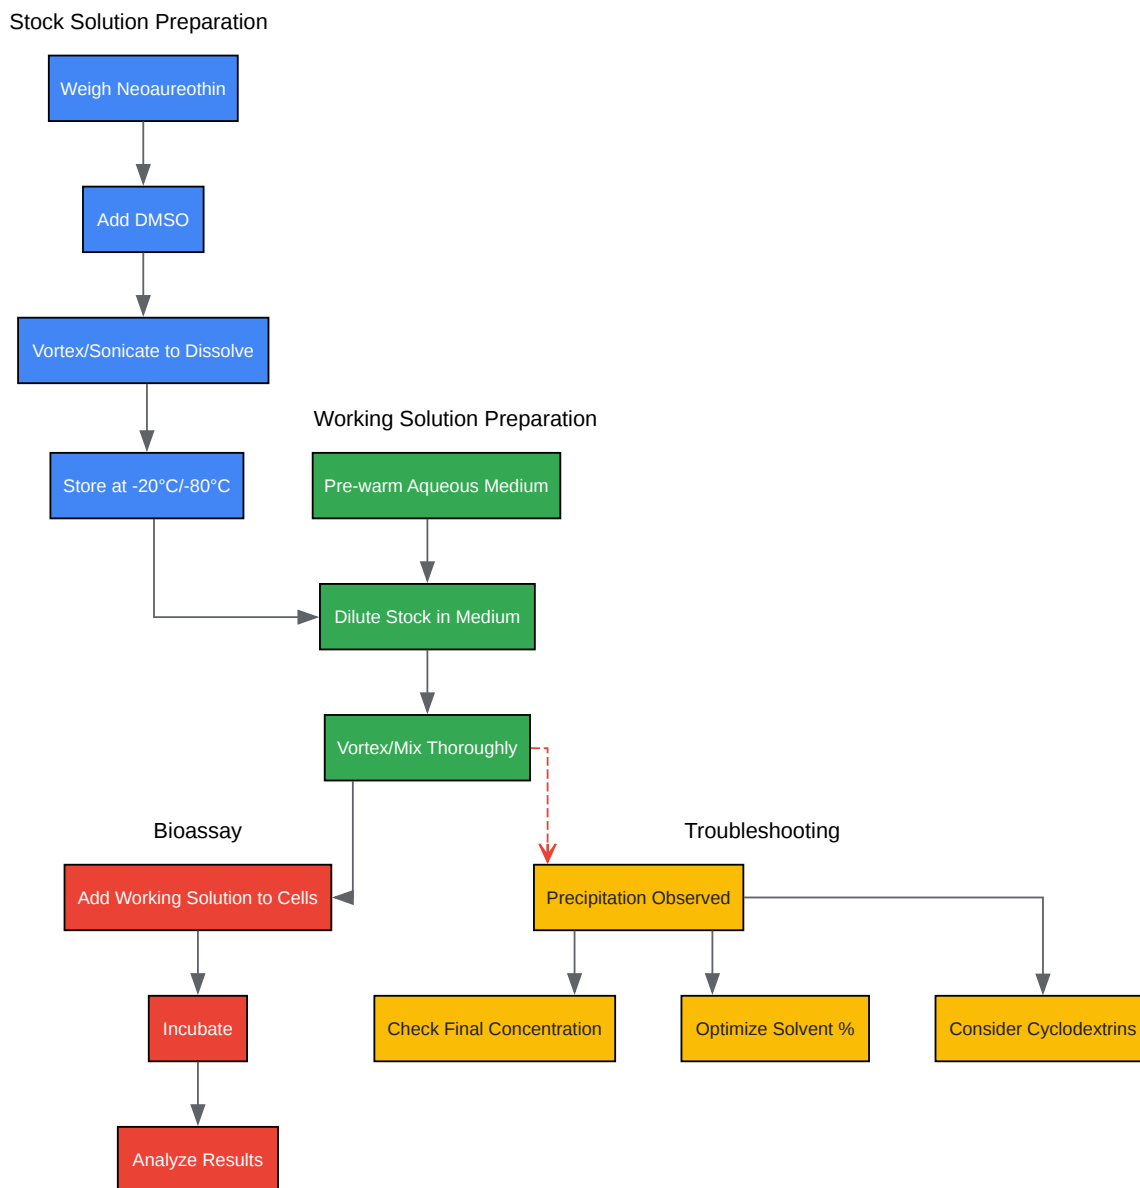 Stock Solution Preparation
Weigh Neoaureothin
Add DMSO
Vortex/Sonicate to Dissolve
Store at -20°C/-80°C
Working Solution Preparation
Pre-warm Aqueous Medium
Dilute Stock in Medium
Vortex/Mix Thoroughly
Bioassay
Add Working Solution to Cells
Incubate
Analyze Results
Troubleshooting
Precipitation Observed
Check Final Concentration
Optimize Solvent %
Consider Cyclodextrins